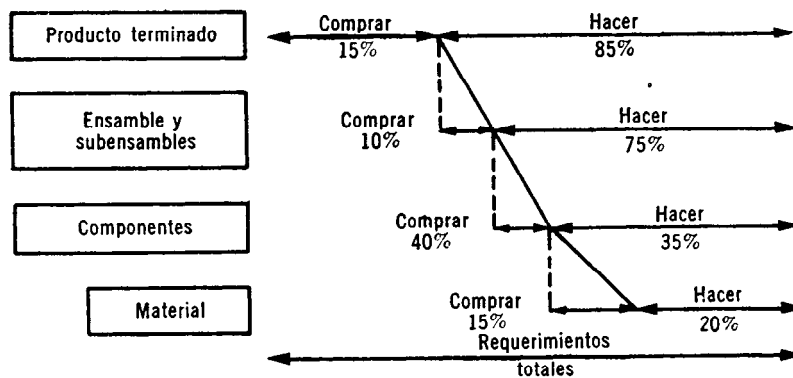 Producto terminado
Comprar
15%
Hacer
85%
Ensamble y
subensambles
Comprar
10%
Hacer
75%
Componentes
Comprar
40%
Hacer
35%
Material
Comprar
15%
Hacer
20%
Requerimientos
totales